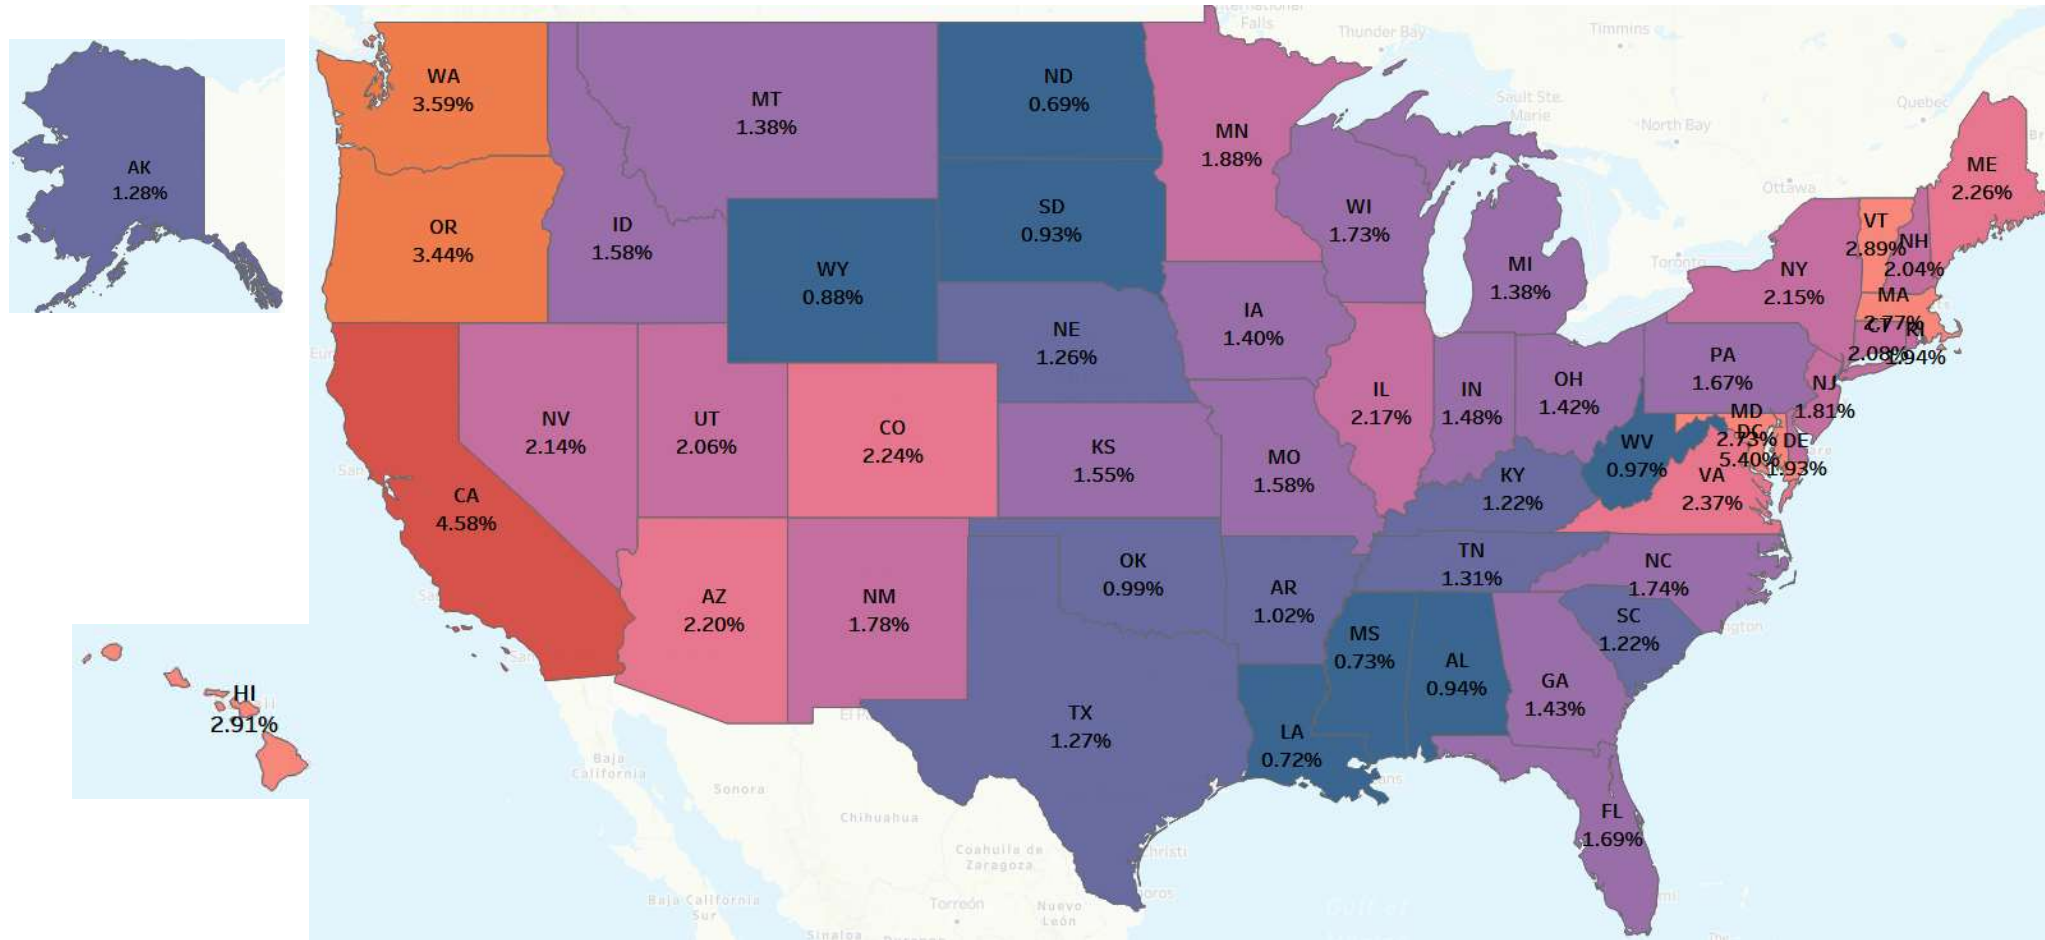 International
Falls
Thunder Bay
Timmins
WA
3.59%
MT
1.38%
ND
0.69%
MN
1.88%
Sault Ste.
Marie
North Bay
Quebec
AK
1.28%
ME
2.26%
Ottawa
OR
3.44%
ID
1.58%
WY
0.88%
SD
0.93%
WI
1.73%
MI
1.38%
Toronto
VT
2.89%
NH
2.04%
NY
2.15%
MA
2.77%
CT
2.08%
RI
1.94%
NE
1.26%
IA
1.40%
PA
1.67%
NJ
1.81%
NV
2.14%
UT
2.06%
CO
2.24%
KS
1.55%
MO
1.58%
IL
2.17%
IN
1.48%
OH
1.42%
MD
2.73%
DC
5.40%
DE
1.93%
WV
0.97%
VA
2.37%
KY
1.22%
CA
4.58%
AZ
2.20%
NM
1.78%
OK
0.99%
AR
1.02%
TN
1.31%
NC
1.74%
SC
1.22%
MS
0.73%
AL
0.94%
GA
1.43%
HI
2.91%
TX
1.27%
LA
0.72%
FL
1.69%
Baja
California
Sonora
Chihuahua
Coahuila de
Zaragoza
Baja California
Sur
Torreón
Nuevo
León
Sinaloa
Durango
Gulf of
The